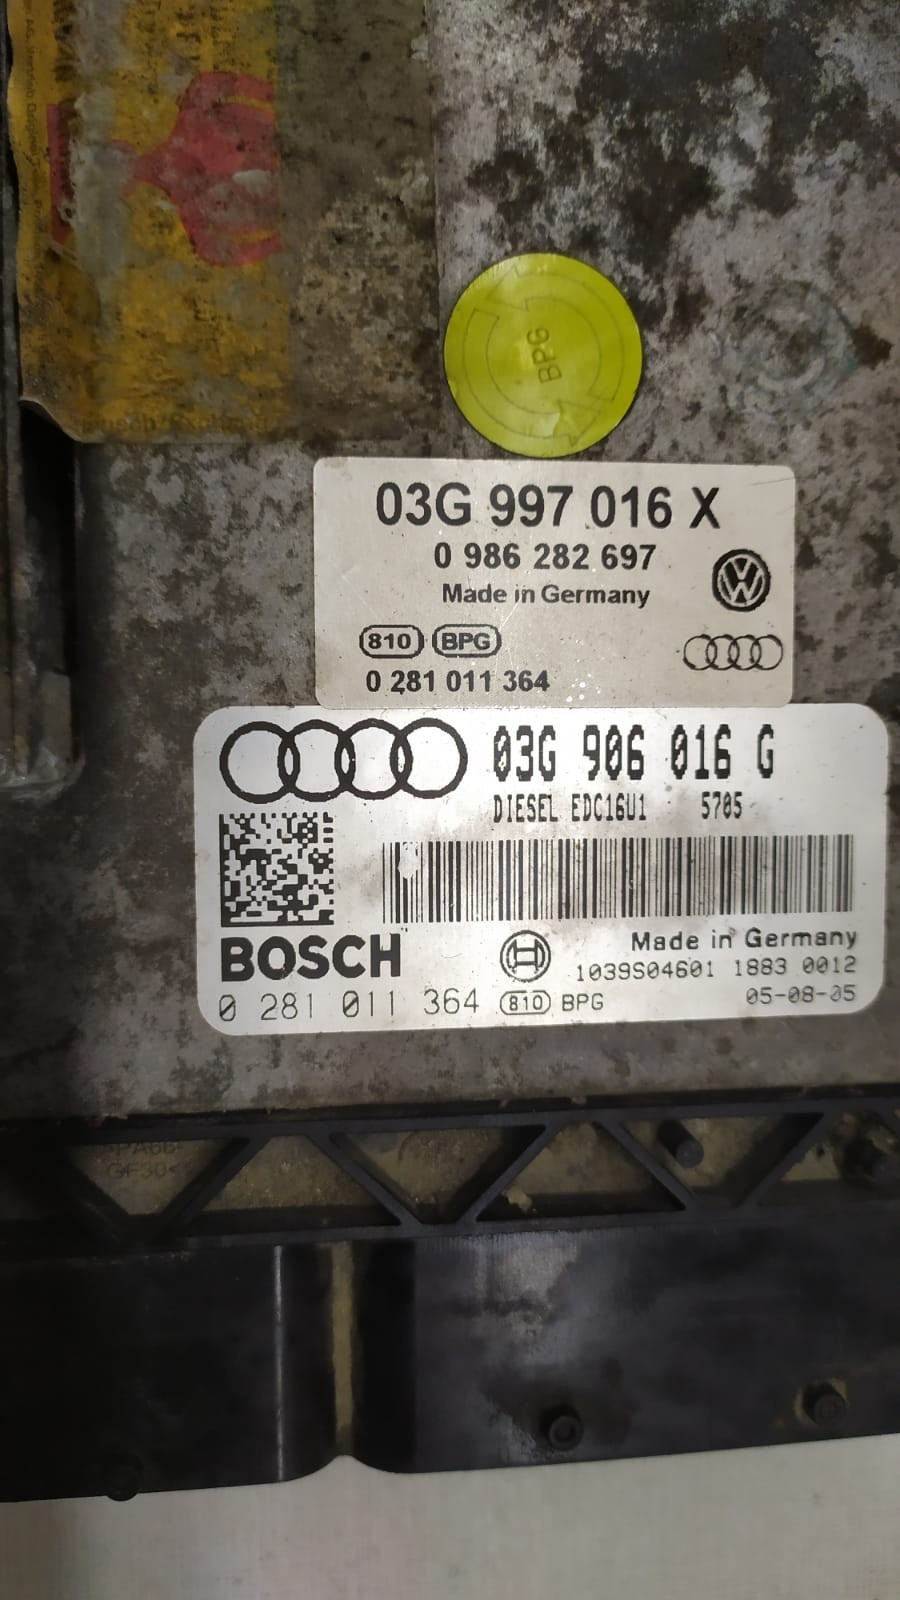 BPG
03G 997 016 X
0 986 282 697
Made in Germany
810 BPG
0 281 011 364
03G 906 016 G
DIESEL EDC16U1 5705
BOSCH
Made in Germany
1039S04601 1883 0012
0 281 011 364 810 BPG
05-08-05
GF30